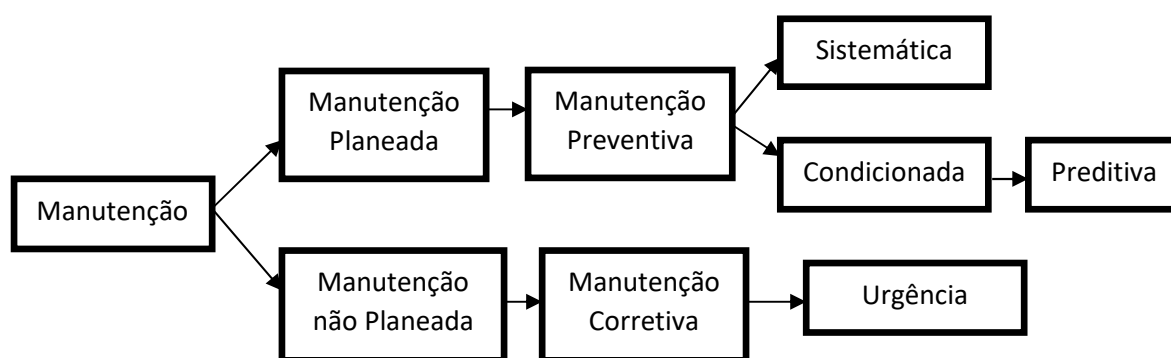 Sistemática
Manutenção
Planeada
Manutenção
Preventiva
Condicionada
Preditiva
Manutenção
Manutenção
não Planeada
Manutenção
Corretiva
Urgência